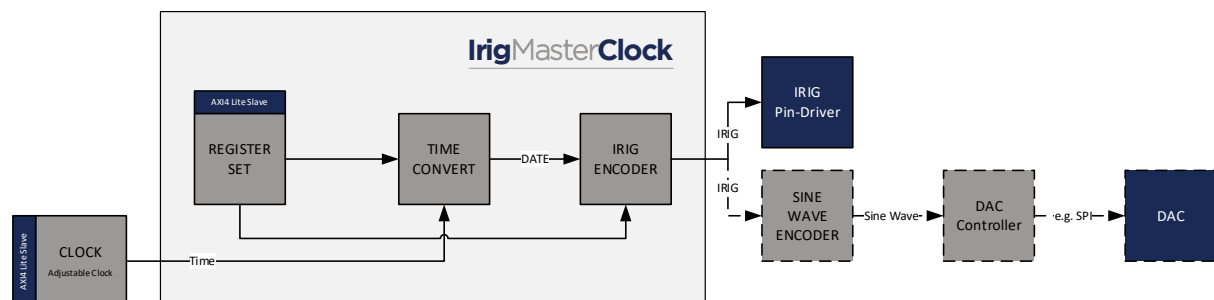 IrigMasterClock
AXI4 Lite Slave
REGISTER
SET
TIME
CONVERT
DATE
IRIG
ENCODER
IRIG
IRIG
Pin-Driver
IRIG
SINE
WAVE
ENCODER
Sine Wave
DAC
Controller
e.g. SPI
DAC
AXI4 Lite Slave
CLOCK
Adjustable Clock
Time